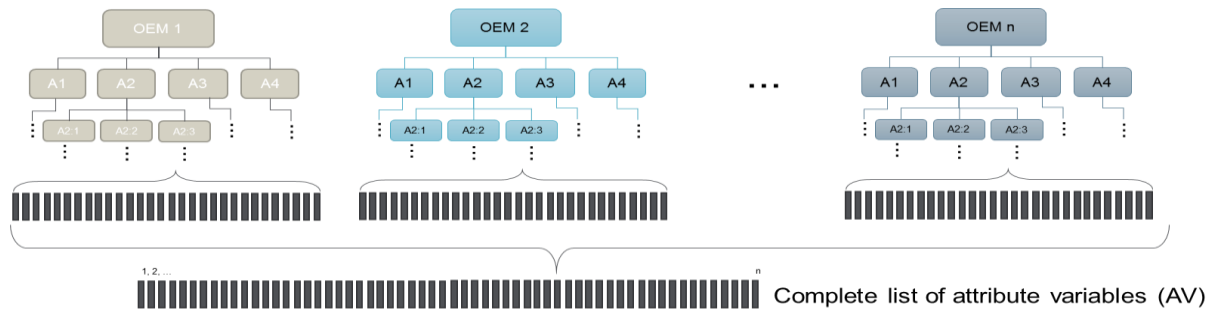 OEM 1 OEM 2 OEM n
A1 A2 A3 A4 A1 A2 A3 A4 ... A1 A2 A3 A4
A2:1 A2:2 A2:3 A2:1 A2:2 A2:3 A2:1 A2:2 A2:3
1, 2, ... n
Complete list of attribute variables (AV)